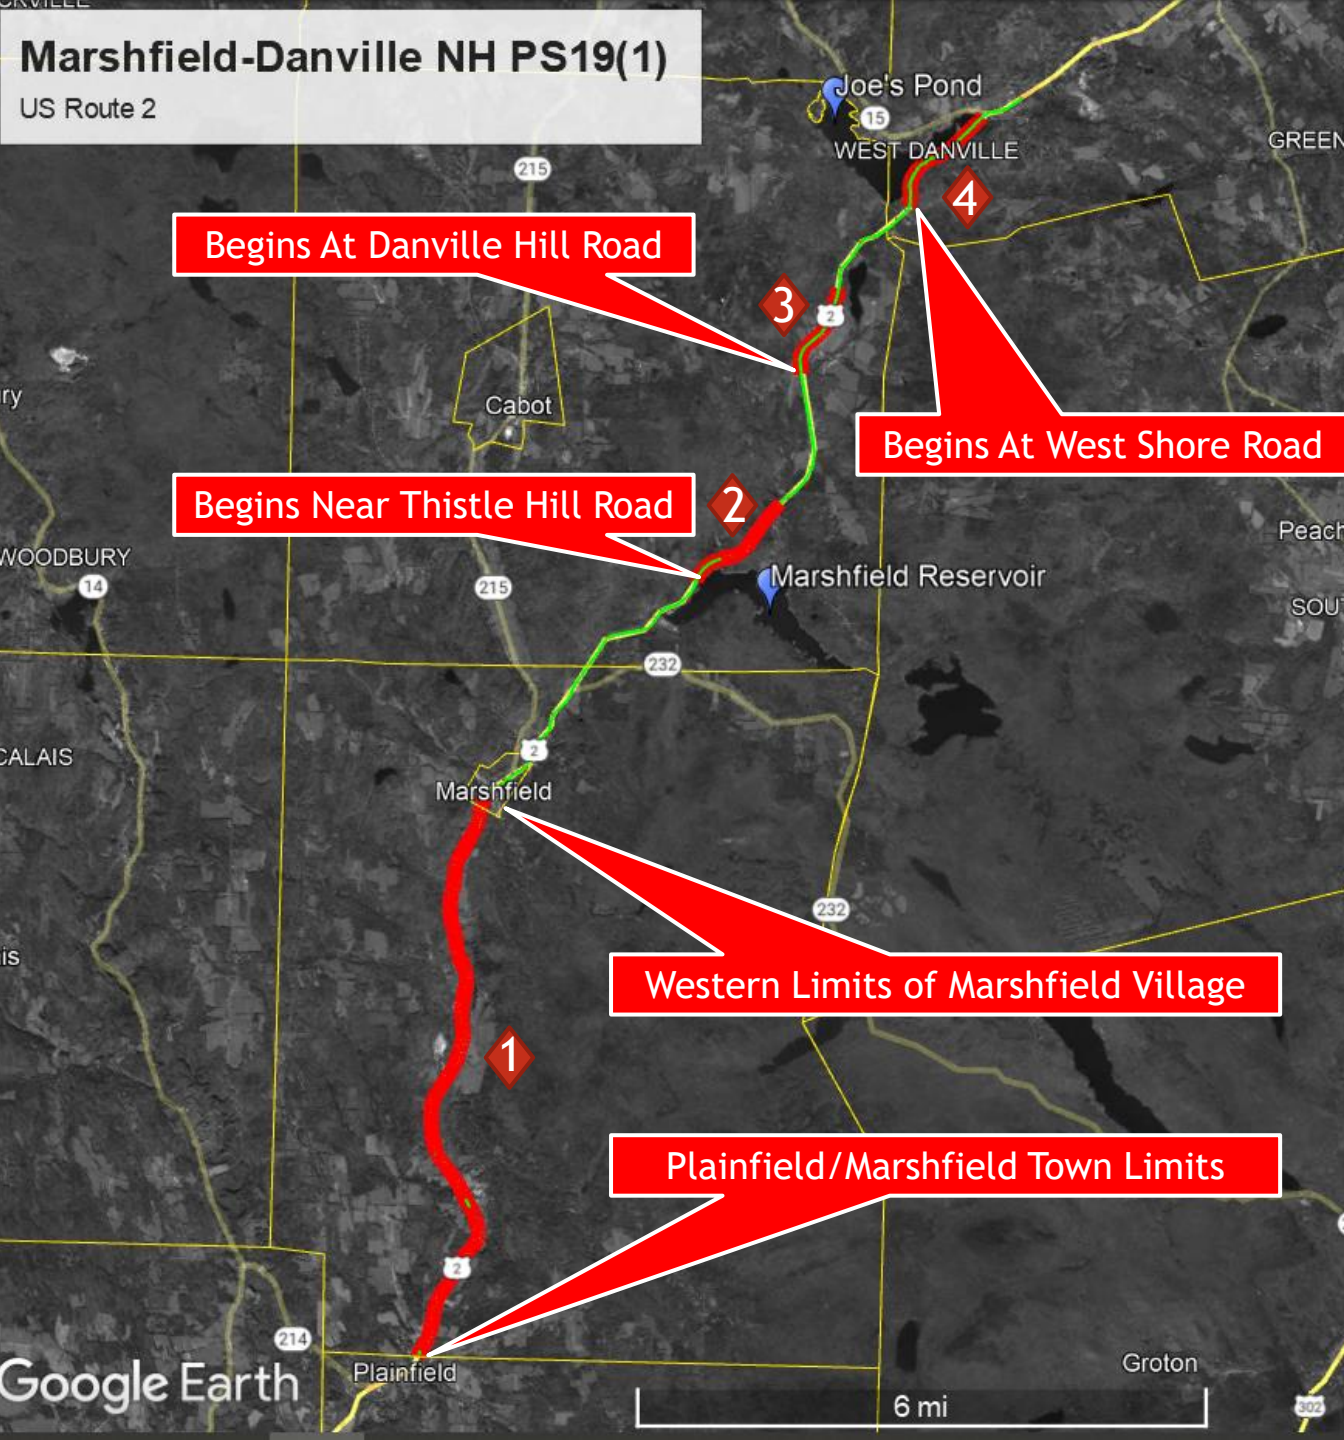 Marshfield-Danville NH PS19(1)
US Route 2
Joe's Pond
15
WEST DANVILLE
GREEN
215
4
Begins At Danville Hill Road
3
2
Cabot
Begins At West Shore Road
Begins Near Thistle Hill Road
2
Peach
WOODBURY
14
215
Marshfield Reservoir
SOU
232
2
CALAIS
Marshfield
232
Western Limits of Marshfield Village
1
Plainfield/Marshfield Town Limits
2
214
Plainfield
Groton
Google Earth
6 mi
302